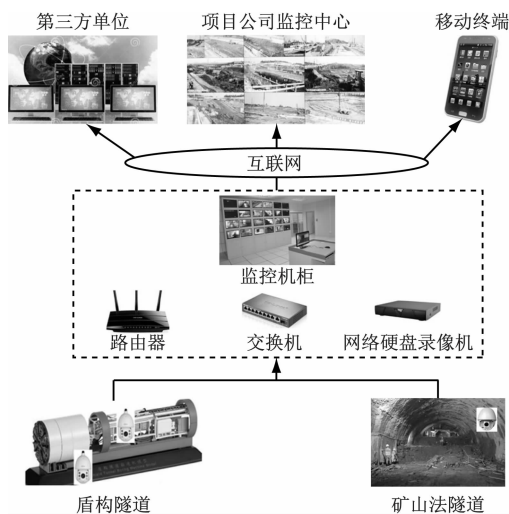 第三方单位
项目公司监控中心
移动终端
互联网
监控机柜
路由器
交换机
网络硬盘录像机
盾构隧道
矿山法隧道